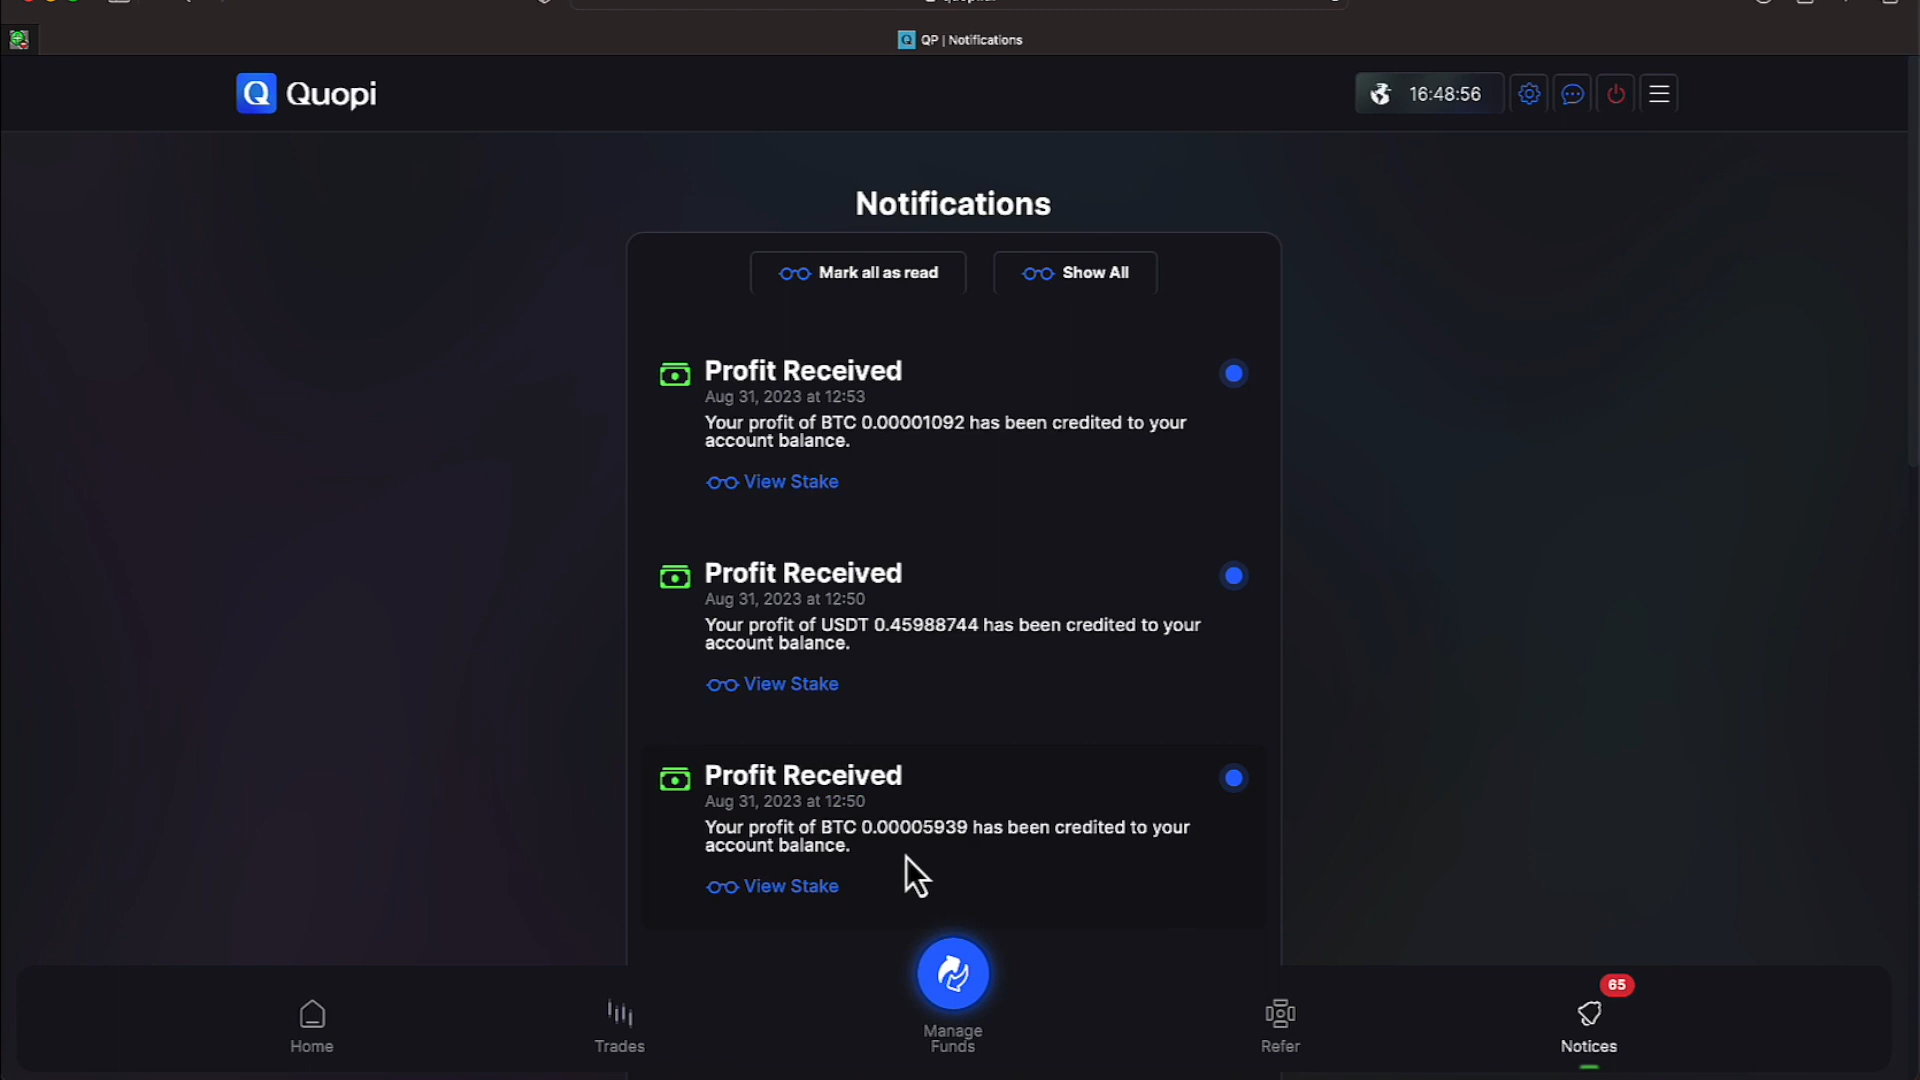 QP | Notifications
Quopi
16:48:56
Notifications
Mark all as read
Show All
Profit Received
Aug 31, 2023 at 12:53
Your profit of BTC 0.00001092 has been credited to your
account balance.
View Stake
Profit Received
Aug 31, 2023 at 12:50
Your profit of USDT 0.45988744 has been credited to your
account balance.
View Stake
Profit Received
Aug 31, 2023 at 12:50
Your profit of BTC 0.00005939 has been credited to your
account balance.
View Stake
Home
Trades
Manage
Funds
Refer
65
Notices